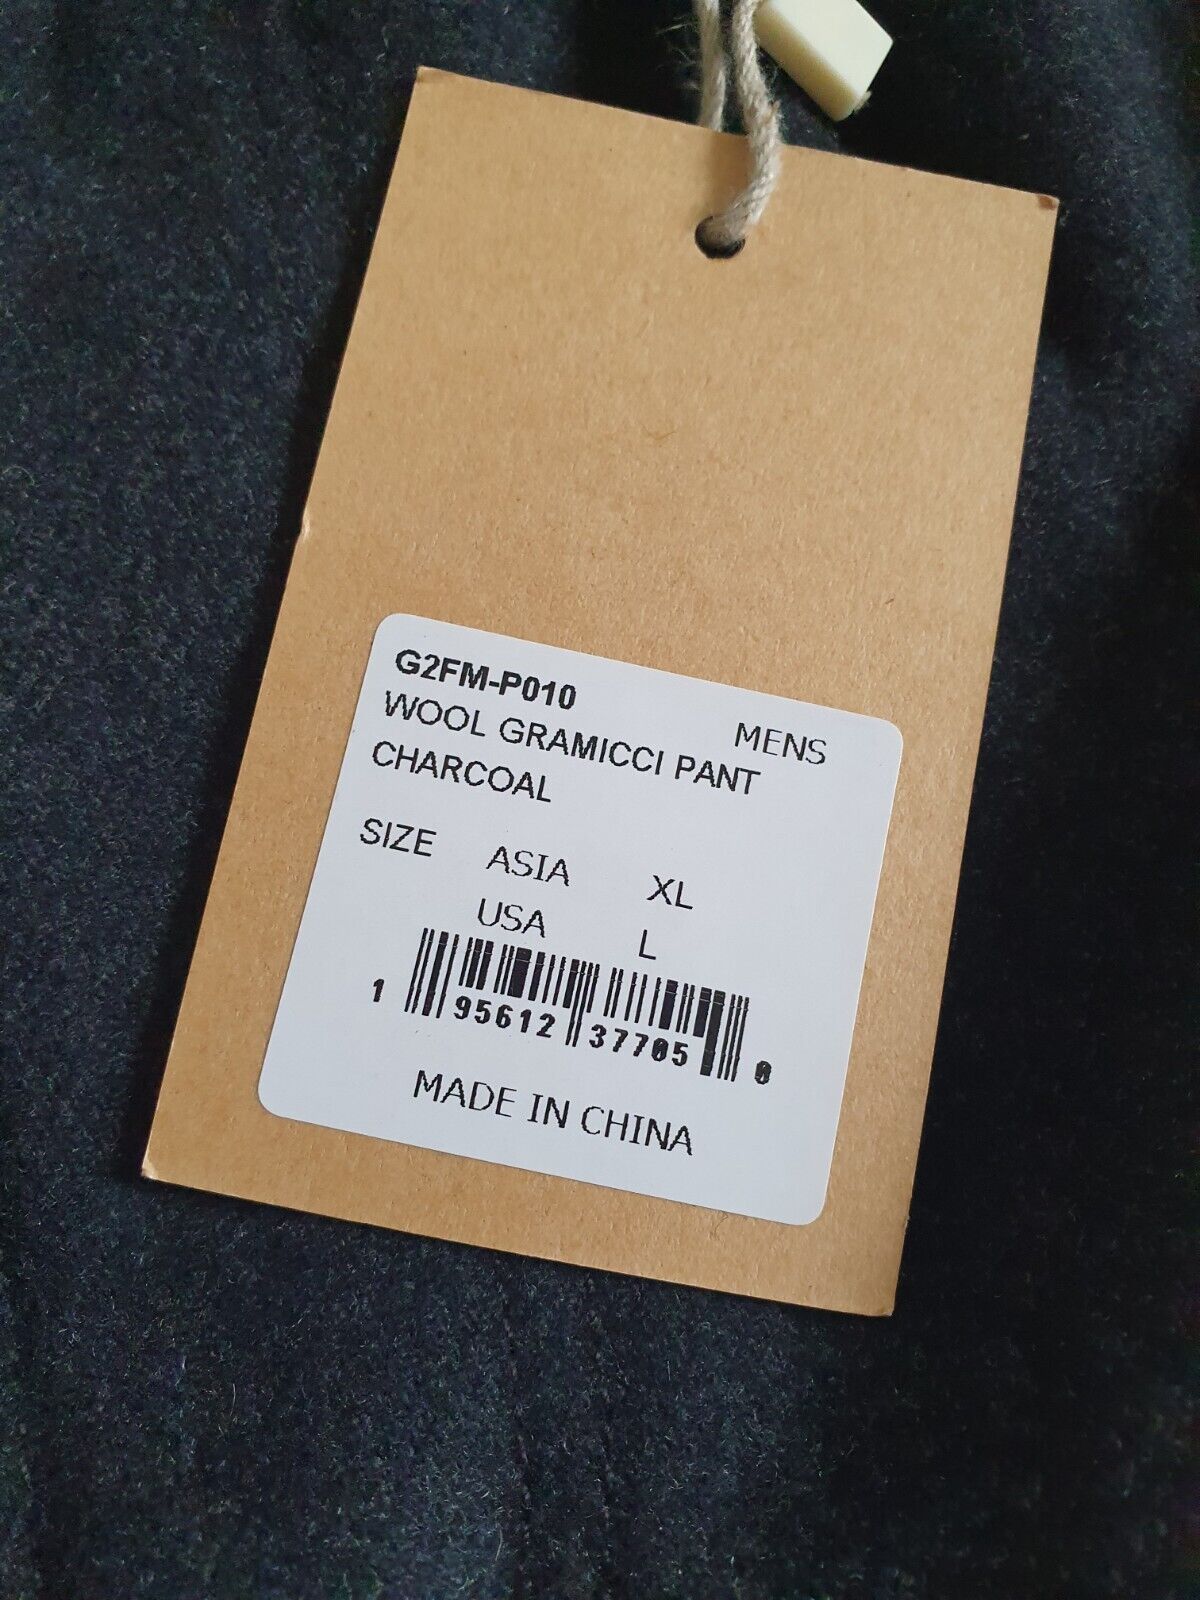 G2FM-P010
MENS
WOOL GRAMICCI PANT
CHARCOAL
SIZE ASIA XL
USA L
1 95612 37705 0
MADE IN CHINA